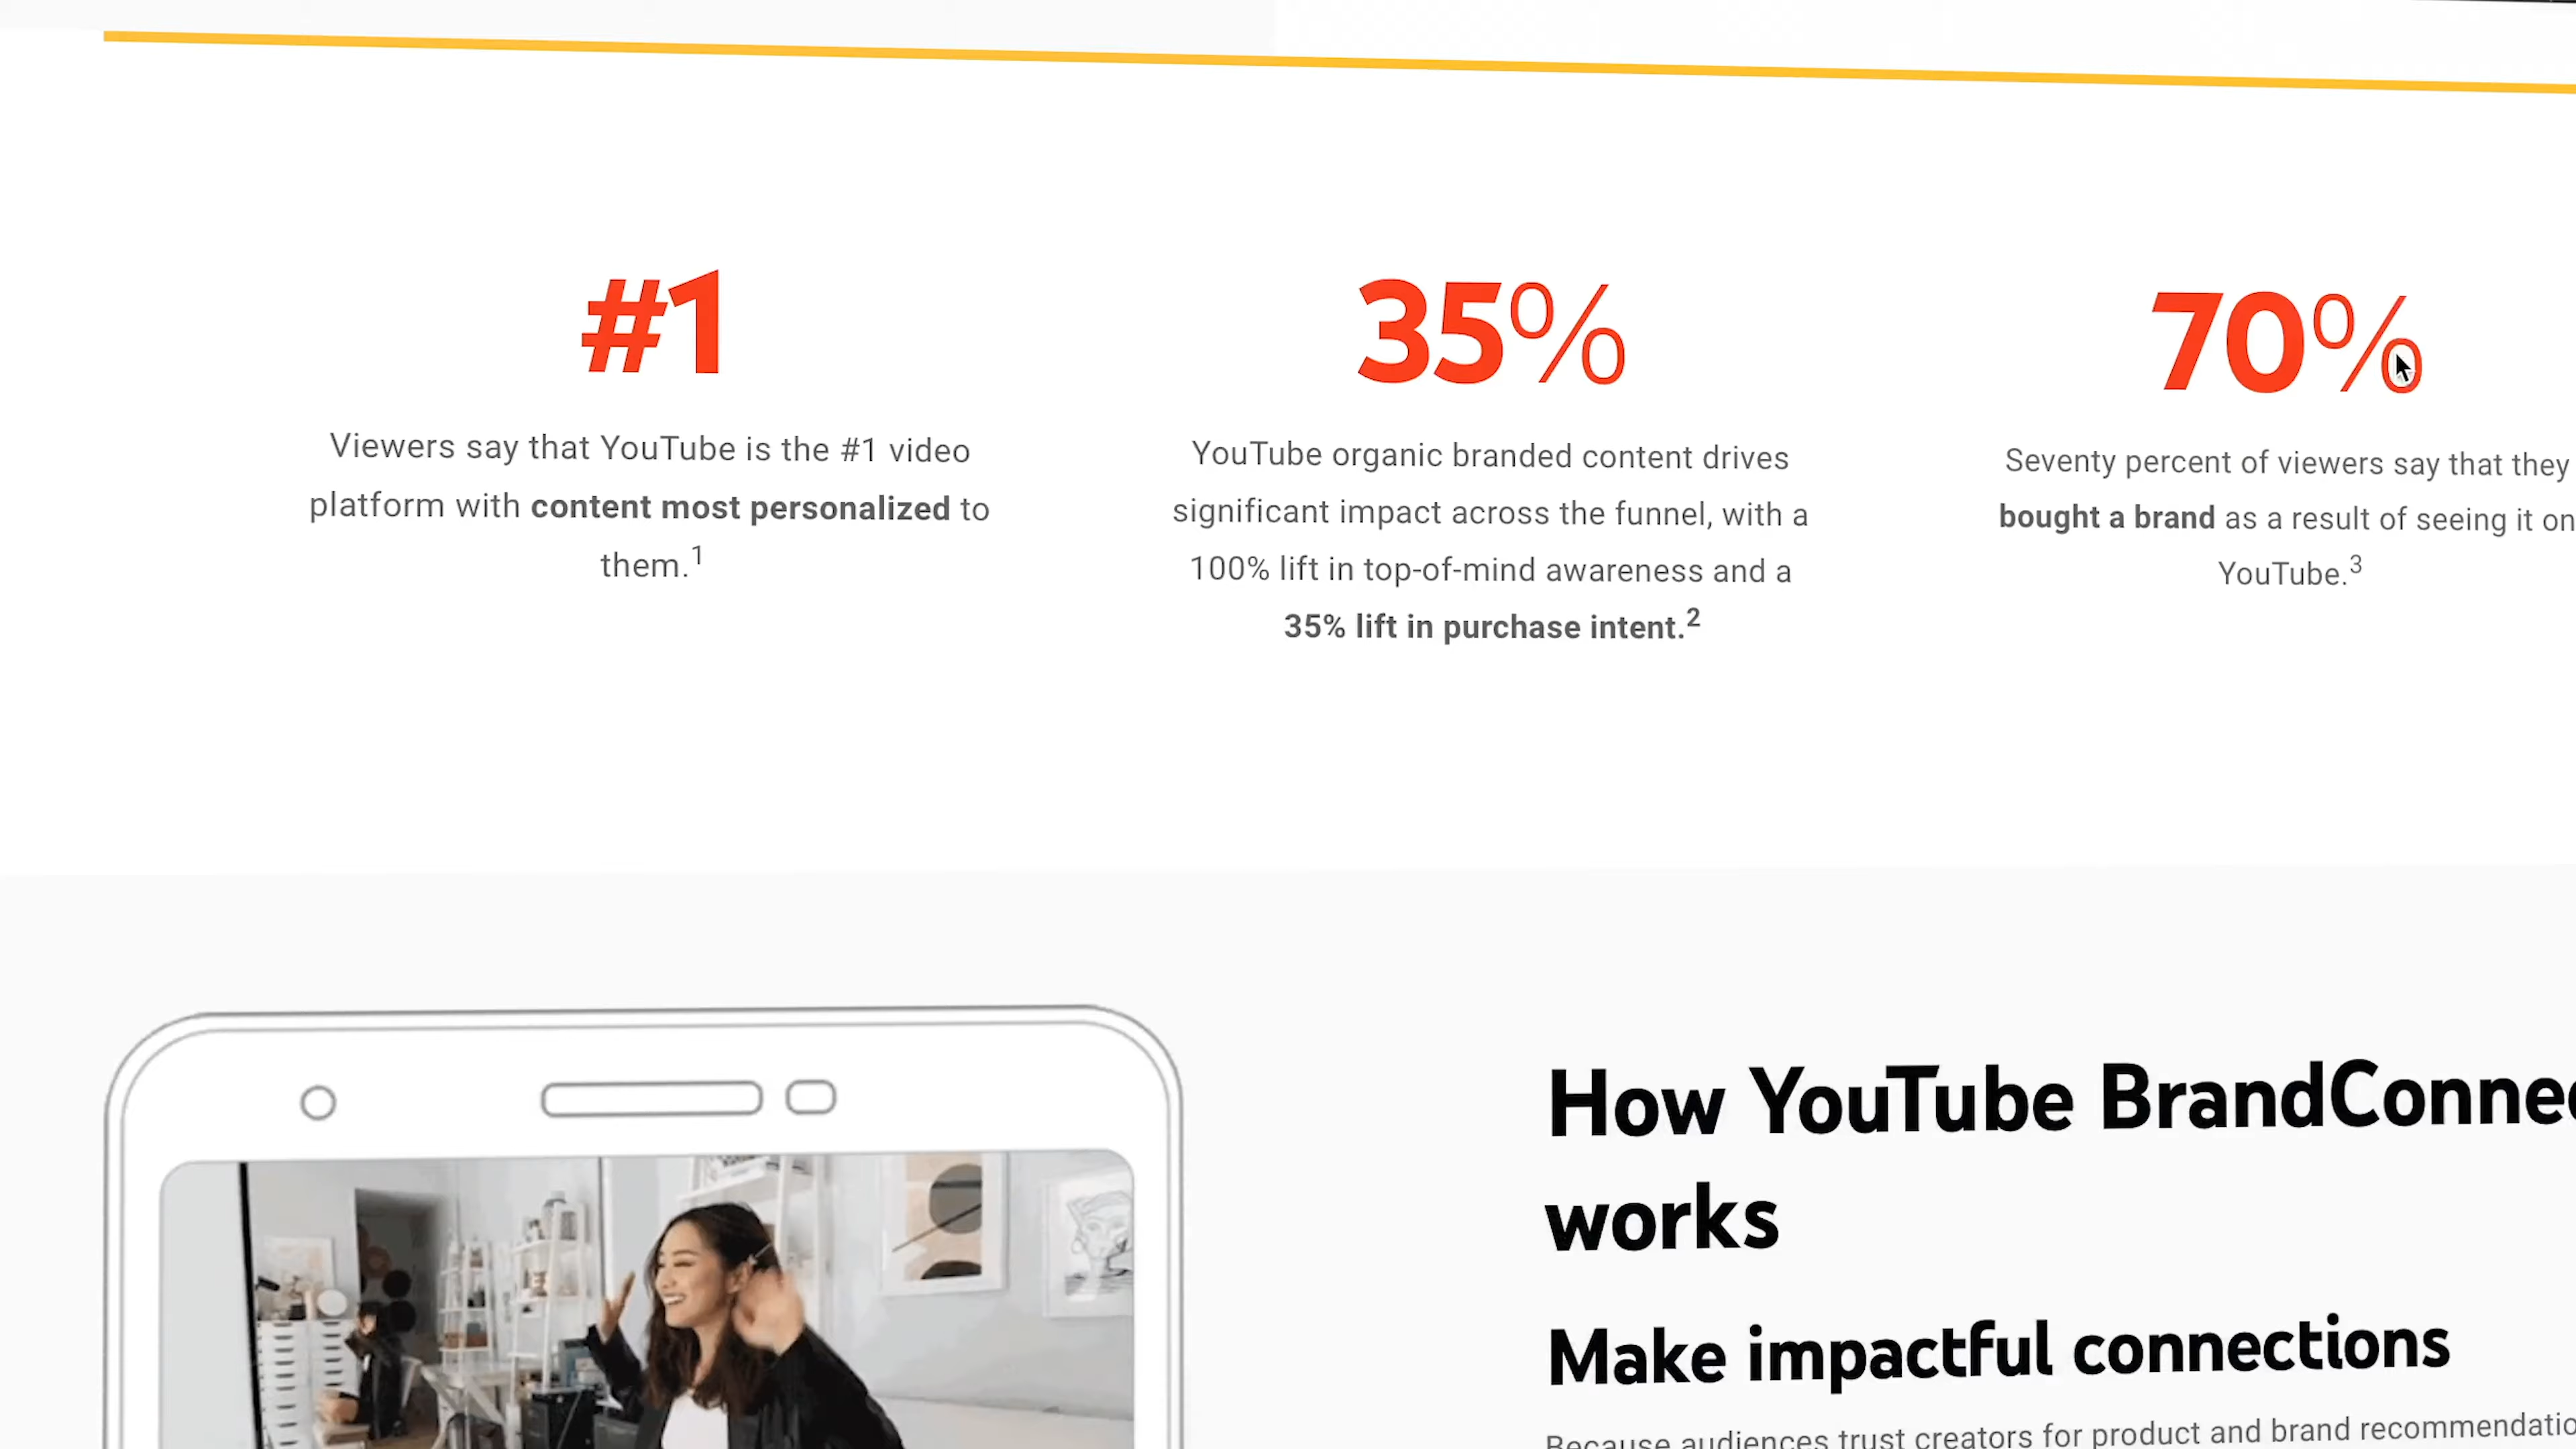 #1
Viewers say that YouTube is the #1 video
platform with content most personalized to
them.1
35%
YouTube organic branded content drives
significant impact across the funnel, with a
100% lift in top-of-mind awareness and a
35% lift in purchase intent.2
70%
Seventy percent of viewers say that they
bought a brand as a result of seeing it on
YouTube.3
How YouTube
works
Make impactful connections
Because audiences trust creators for product and brand